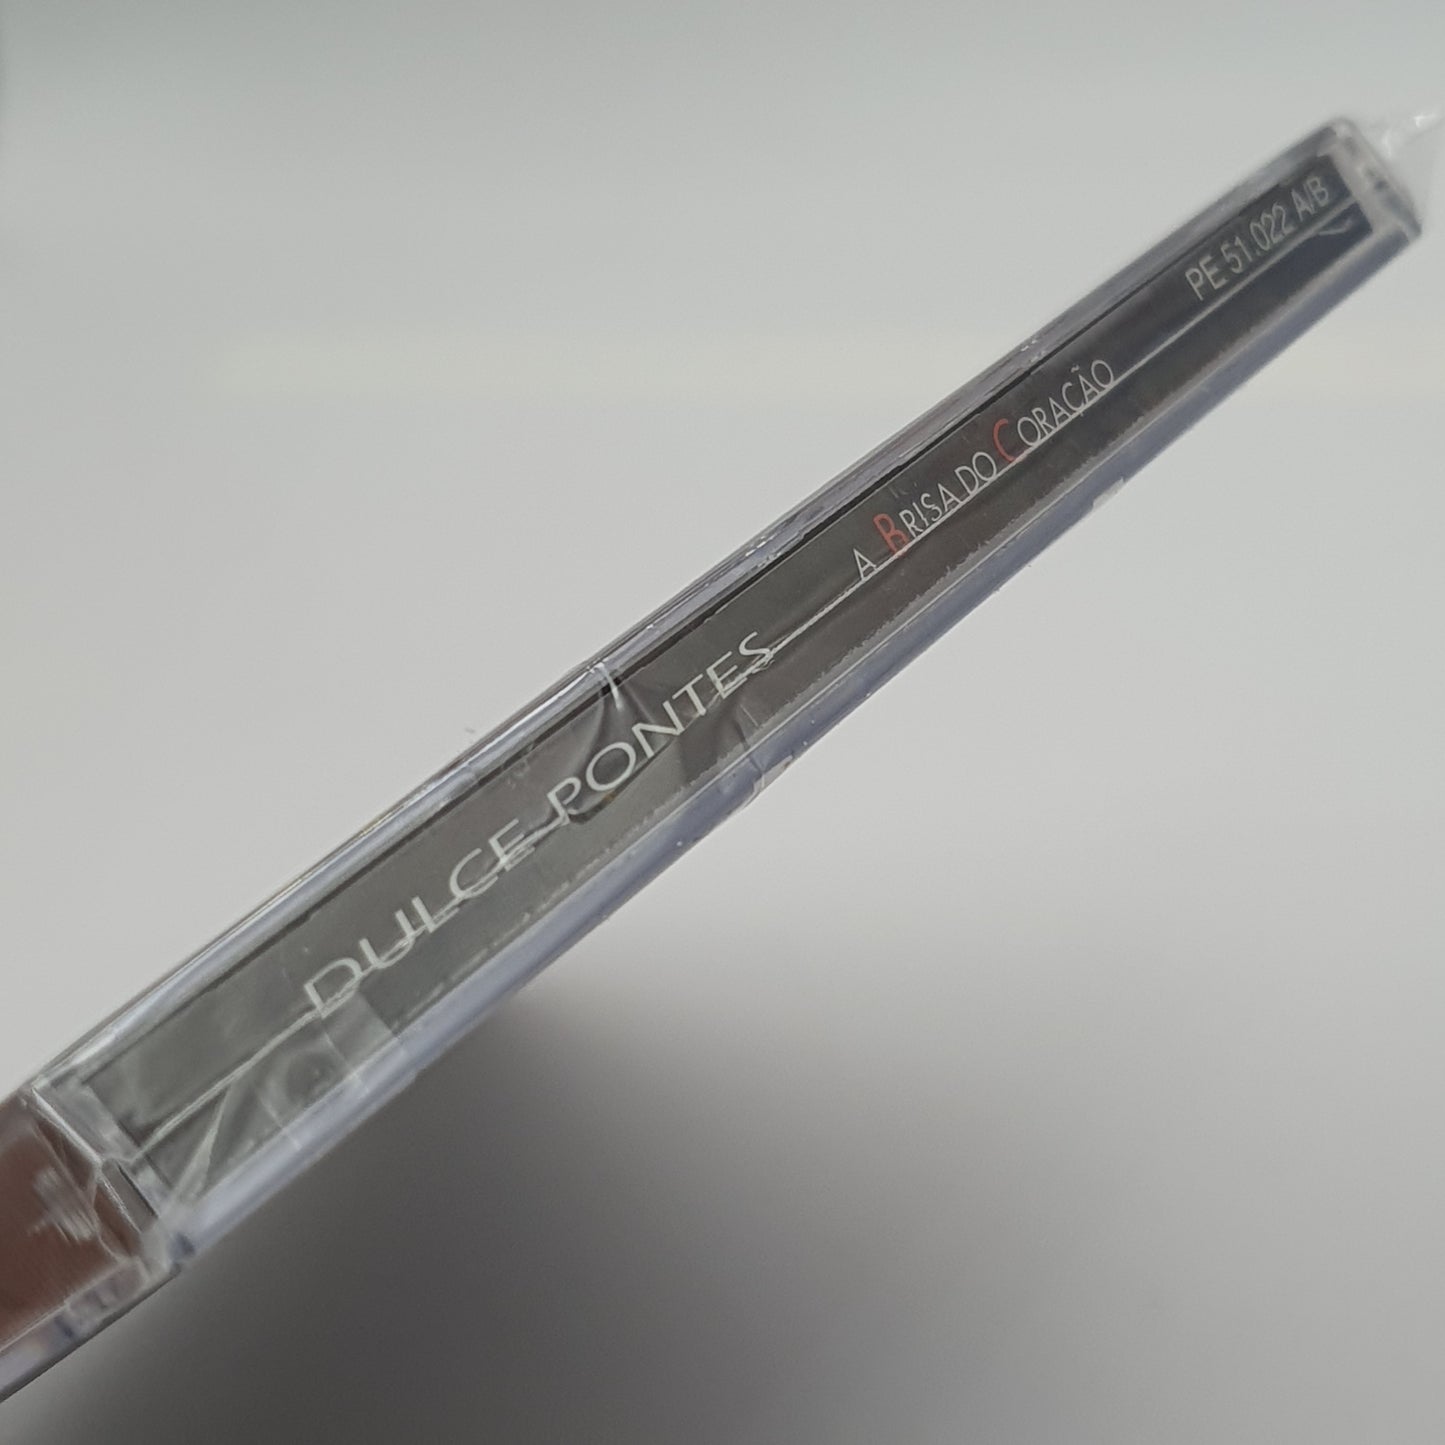 DULCE PONTES
A BRISA DO CORAÇÃO
PE 51.022 A/B